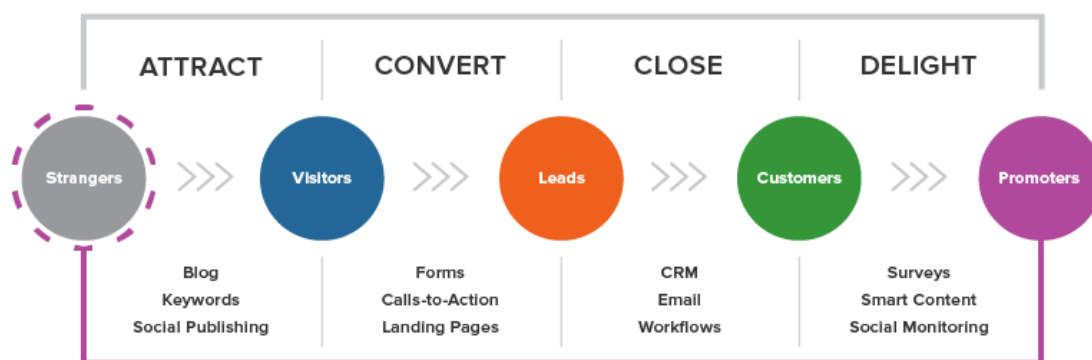 ATTRACT
CONVERT
CLOSE
DELIGHT
Strangers
Visitors
Leads
Customers
Promoters
Blog
Keywords
Social Publishing
Forms
Calls-to-Action
Landing Pages
CRM
Email
Workflows
Surveys
Smart Content
Social Monitoring